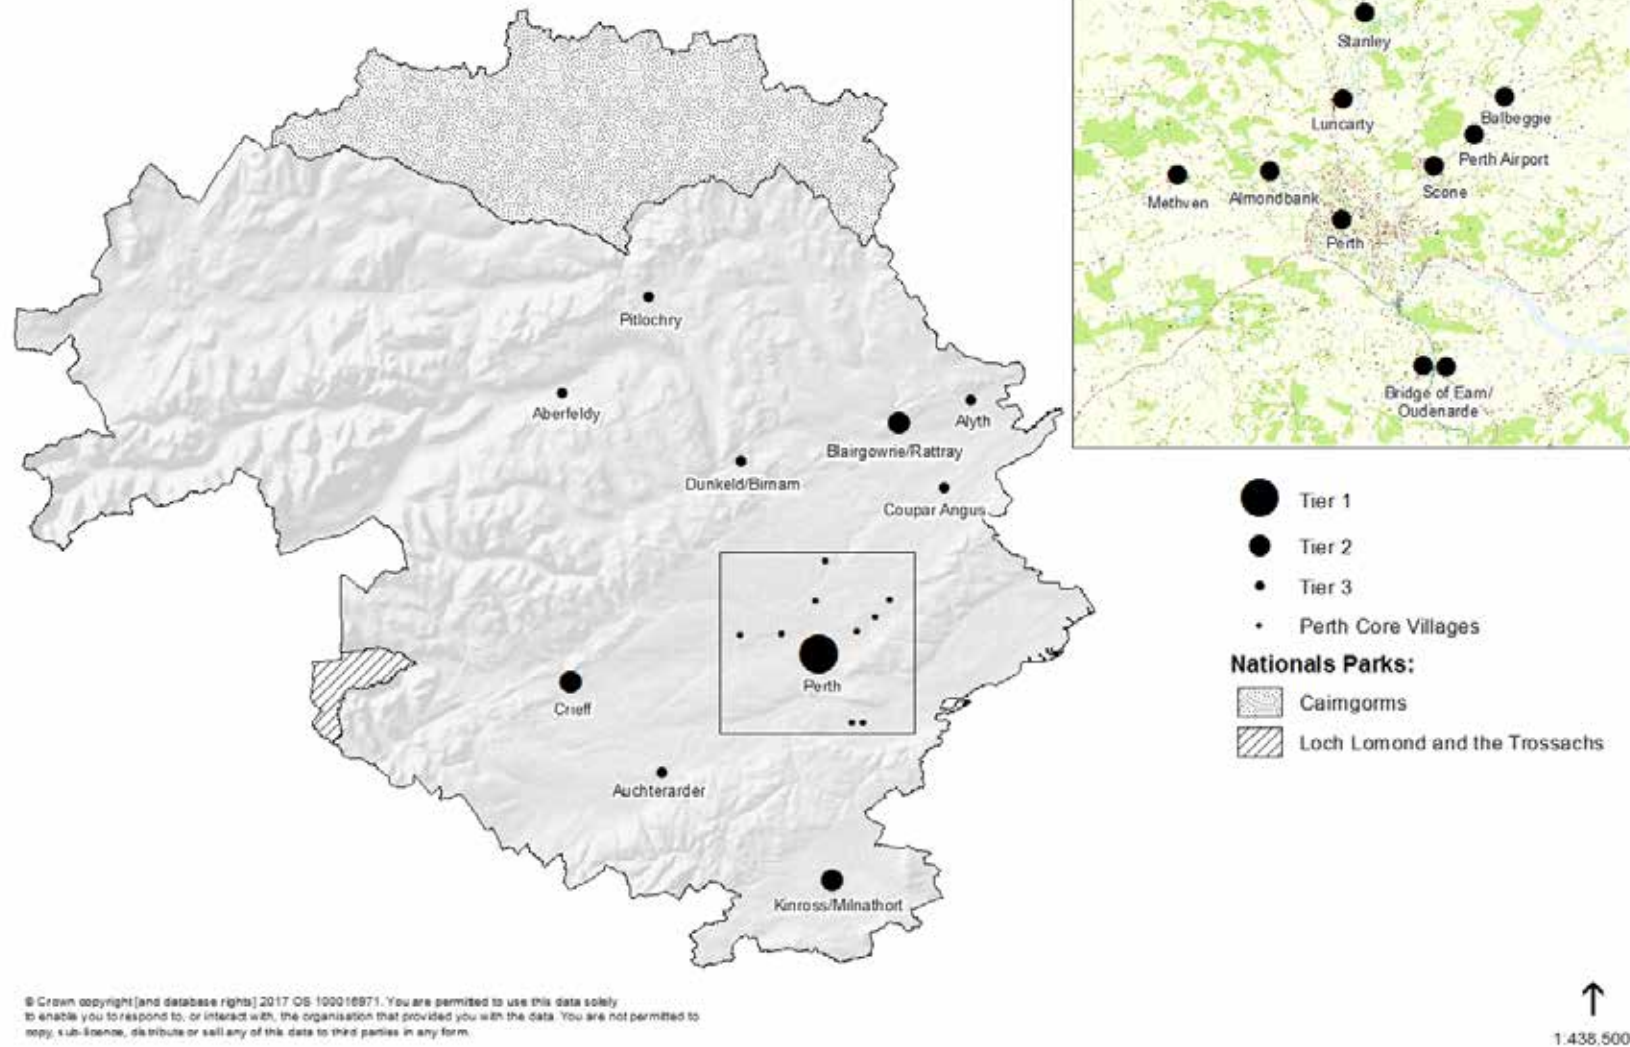 Stanley
Luncarty
Balbeggie
Perth Airport
Scone
Methven
Almondbank
Perth
Bridge of Earn/
Oudenarde
Pitlochry
Aberfeldy
Alyth
Blairgowrie/Rattray
Dunkeld/Birnam
Coupar Angus
Perth
Crieff
Auchterarder
Kinross/Milnathort
Tier 1
Tier 2
Tier 3
Perth Core Villages
Nationals Parks:
Cairngorms
Loch Lomond and the Trossachs
© Crown copyright [and database rights] 2017 OS 100016971. You are permitted to use this data solely
to enable you to respond to, or interact with, the organisation that provided you with the data. You are not permitted to
copy, sub-licence, distribute or sell any of this data to third parties in any form.
1:438,500